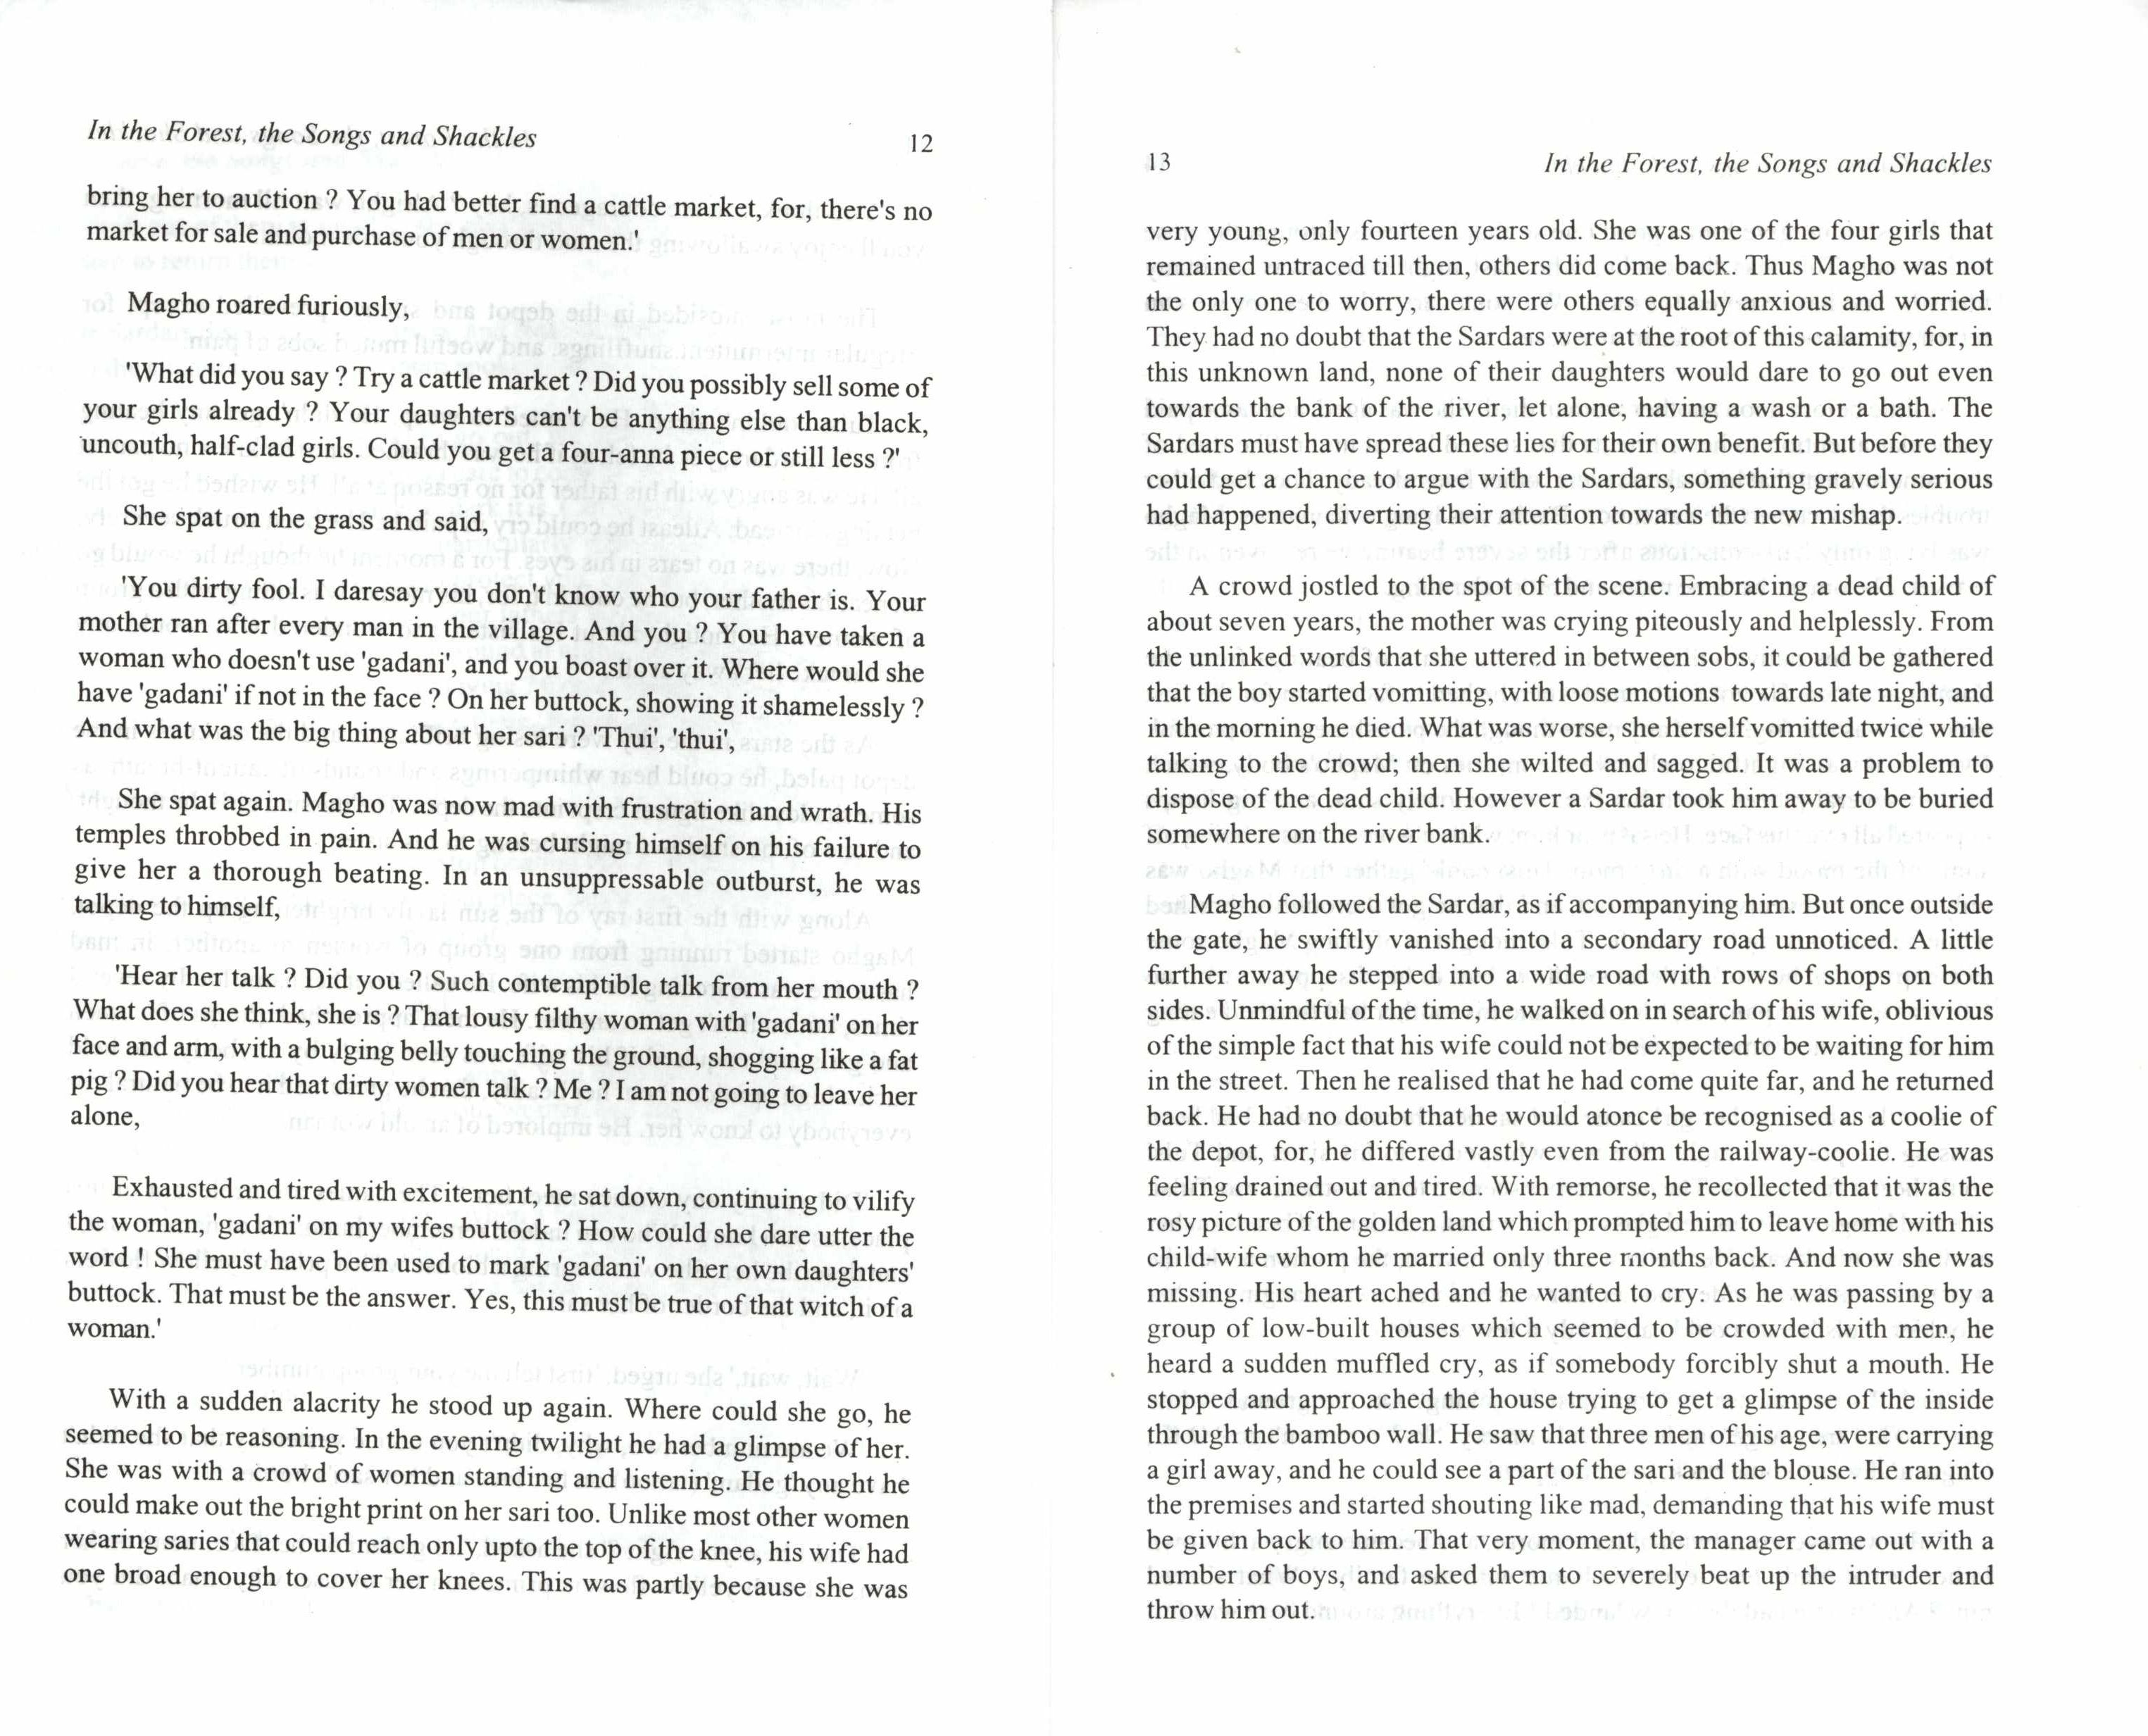 In the Forest, the Songs and Shackles 12
bring her to auction ? You had better find a cattle market, for, there's no
market for sale and purchase of men or women.'
Magho roared furiously,
'What did you say ? Try a cattle market ? Did you possibly sell some of
your girls already ? Your daughters can't be anything else than black,
uncouth, half-clad girls. Could you get a four-anna piece or still less ?'
She spat on the grass and said,
'You dirty fool. I daresay you don't know who your father is. Your
mother ran after every man in the village. And you ? You have taken a
woman who doesn't use 'gadani', and you boast over it. Where would she
have 'gadani' if not in the face ? On her buttock, showing it shamelessly ?
And what was the big thing about her sari ? 'Thui', 'thui',
She spat again. Magho was now mad with frustration and wrath. His
temples throbbed in pain. And he was cursing himself on his failure to
give her a thorough beating. In an unsuppressable outburst, he was
talking to himself,
'Hear her talk ? Did you ? Such contemptible talk from her mouth ?
What does she think, she is ? That lousy filthy woman with 'gadani' on her
face and arm, with a bulging belly touching the ground, shogging like a fat
pig ? Did you hear that dirty women talk ? Me ? I am not going to leave her
alone,
Exhausted and tired with excitement, he sat down, continuing to vilify
the woman, 'gadani' on my wifes buttock ? How could she dare utter the
word ! She must have been used to mark 'gadani' on her own daughters'
buttock. That must be the answer. Yes, this must be true of that witch of a
woman.'
With a sudden alacrity he stood up again. Where could she go, he
seemed to be reasoning. In the evening twilight he had a glimpse of her.
She was with a crowd of women standing and listening. He thought he
could make out the bright print on her sari too. Unlike most other women
wearing saries that could reach only upto the top of the knee, his wife had
one broad enough to cover her knees. This was partly because she was
13 In the Forest, the Songs and Shackles
very young, only fourteen years old. She was one of the four girls that
remained untraced till then, others did come back. Thus Magho was not
the only one to worry, there were others equally anxious and worried.
They had no doubt that the Sardars were at the root of this calamity, for, in
this unknown land, none of their daughters would dare to go out even
towards the bank of the river, let alone, having a wash or a bath. The
Sardars must have spread these lies for their own benefit. But before they
could get a chance to argue with the Sardars, something gravely serious
had happened, diverting their attention towards the new mishap.
A crowd jostled to the spot of the scene. Embracing a dead child of
about seven years, the mother was crying piteously and helplessly. From
the unlinked words that she uttered in between sobs, it could be gathered
that the boy started vomitting, with loose motions towards late night, and
in the morning he died. What was worse, she herself vomitted twice while
talking to the crowd; then she wilted and sagged. It was a problem to
dispose of the dead child. However a Sardar took him away to be buried
somewhere on the river bank.
Magho followed the Sardar, as if accompanying him. But once outside
the gate, he swiftly vanished into a secondary road unnoticed. A little
further away he stepped into a wide road with rows of shops on both
sides. Unmindful of the time, he walked on in search of his wife, oblivious
of the simple fact that his wife could not be expected to be waiting for him
in the street. Then he realised that he had come quite far, and he returned
back. He had no doubt that he would atonce be recognised as a coolie of
the depot, for, he differed vastly even from the railway-coolie. He was
feeling drained out and tired. With remorse, he recollected that it was the
rosy picture of the golden land which prompted him to leave home with his
child-wife whom he married only three months back. And now she was
missing. His heart ached and he wanted to cry. As he was passing by a
group of low-built houses which seemed to be crowded with men, he
heard a sudden muffled cry, as if somebody forcibly shut a mouth. He
stopped and approached the house trying to get a glimpse of the inside
through the bamboo wall. He saw that three men of his age, were carrying
a girl away, and he could see a part of the sari and the blouse. He ran into
the premises and started shouting like mad, demanding that his wife must
be given back to him. That very moment, the manager came out with a
number of boys, and asked them to severely beat up the intruder and
throw him out.